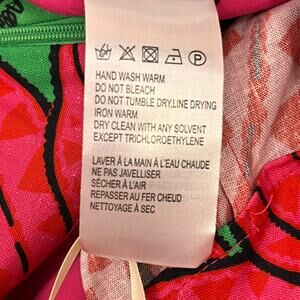 HAND WASH WARM
DO NOT BLEACH
DO NOT TUMBLE DRY,LINE DRYING
IRON WARM
DRY CLEAN WITH ANY SOLVENT
EXCEPT TRICHLOROETHYLENE
LAVER À LA MAIN À L'EAU CHAUDE
NE PAS JAVELLISER
SÉCHER À L'AIR
REPASSER AU FER CHEUD
NETTOYAGE À SEC